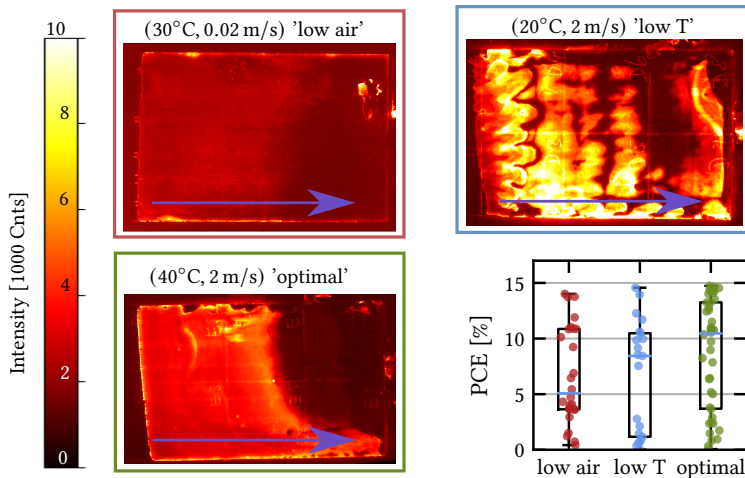 (30°C, 0.02 m/s) 'low air'
(20°C, 2 m/s) 'low T'
(40°C, 2 m/s) 'optimal'
Intensity [1000 Cnts]
10
8
6
4
2
0
PCE [%]
15
10
5
0
low air
low T
optimal